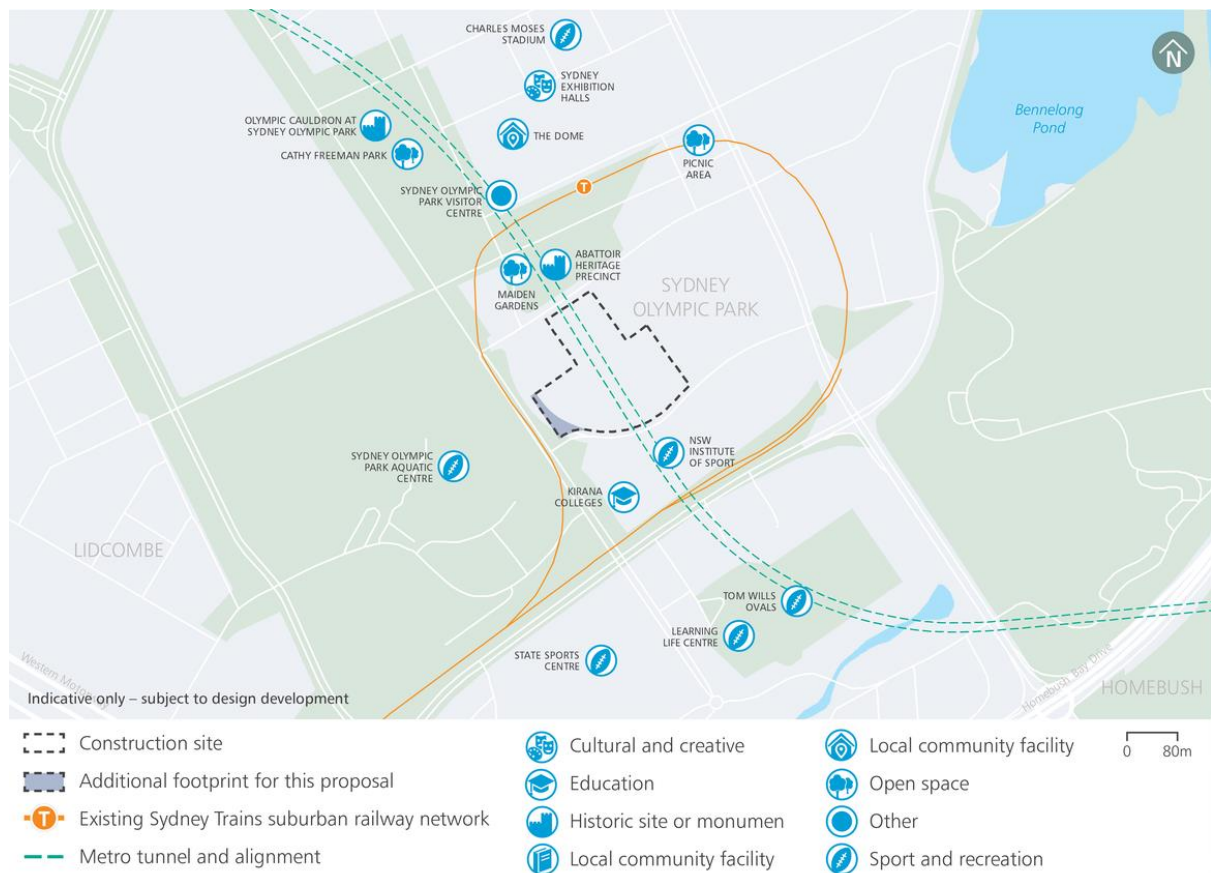 CHARLES MOSES
STADIUM
N
SYDNEY
EXHIBITION
HALLS
Bennelong
Pond
OLYMPIC CAULDRON AT
SYDNEY OLYMPIC PARK
THE DOME
CATHY FREEMAN PARK
PICNIC
AREA
SYDNEY OLYMPIC
PARK VISITOR
CENTRE
T
ABATTOIR
HERITAGE
PRECINCT
MAIDEN
GARDENS
SYDNEY
OLYMPIC PARK
SYDNEY OLYMPIC
PARK AQUATIC
CENTRE
NSW
INSTITUTE
OF SPORT
KIRANA
COLLEGES
LIDCOMBE
TOM WILLS
OVALS
LEARNING
LIFE CENTRE
STATE SPORTS
CENTRE
Western Motorway
Homebush Bay Drive
HOMEBUSH
Indicative only – subject to design development
Construction site
Additional footprint for this proposal
T Existing Sydney Trains suburban railway network
Metro tunnel and alignment
Cultural and creative
Education
Historic site or monumen
Local community facility
Local community facility
Open space
Other
Sport and recreation
0 80m